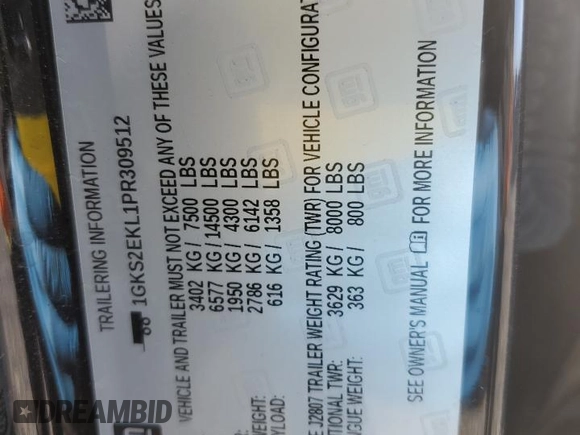 TRAILERING INFORMATION
1GKS2EKL1PR309512
VEHICLE AND TRAILER MUST NOT EXCEED ANY OF THESE VALUES
3402 KG / 7500 LBS
6577 KG / 14500 LBS
1950 KG / 4300 LBS
2786 KG / 6142 LBS
616 KG / 1358 LBS
J2807 TRAILER WEIGHT RATING (TWR) FOR VEHICLE
TWR: 3629 KG / 8000 LBS
WEIGHT: 363 KG / 800 LBS
SEE OWNER'S MANUAL FOR MORE INFORMATION
DREAMBID